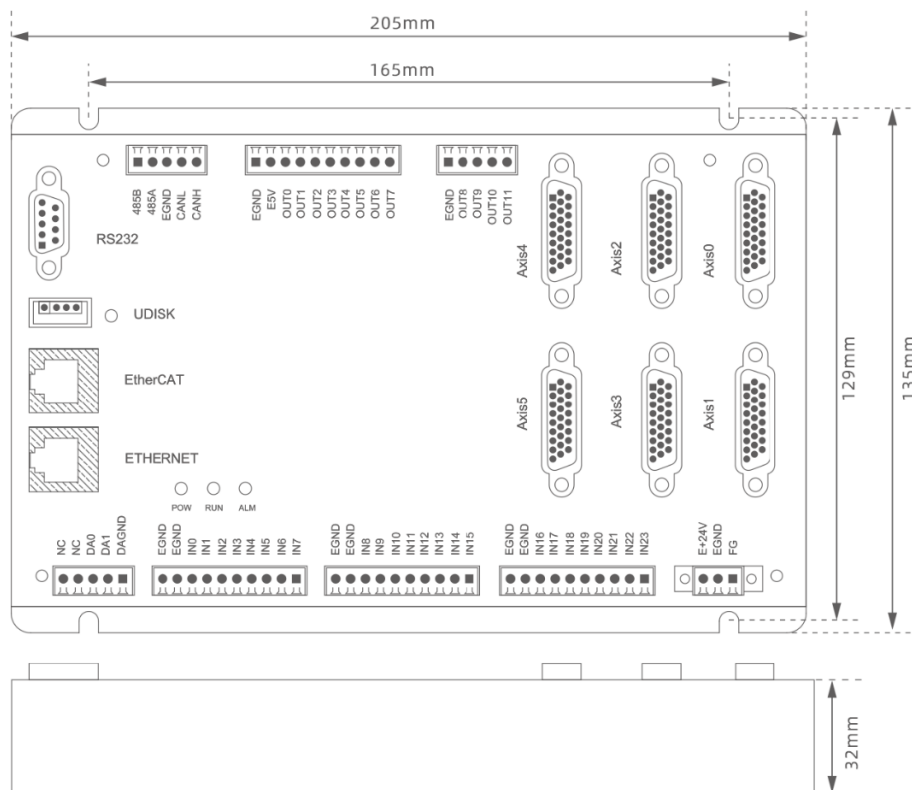 205mm
165mm
485B
485A
EGND
CANL
CANH
EGND
E5V
OUT0
OUT1
OUT2
OUT3
OUT4
OUT5
OUT6
OUT7
EGND
OUT8
OUT9
OUT10
OUT11
RS232
Axis4
Axis2
Axis0
UDISK
EtherCAT
129mm
135mm
Axis5
Axis3
Axis1
ETHERNET
POW
RUN
ALM
NC
NC
DA0
DA1
DAGND
EGND
EGND
IN0
IN1
IN2
IN3
IN4
IN5
IN6
IN7
EGND
EGND
IN8
IN9
IN10
IN11
IN12
IN13
IN14
IN15
EGND
EGND
IN16
IN17
IN18
IN19
IN20
IN21
IN22
IN23
E+24V
EGND
FG
32mm